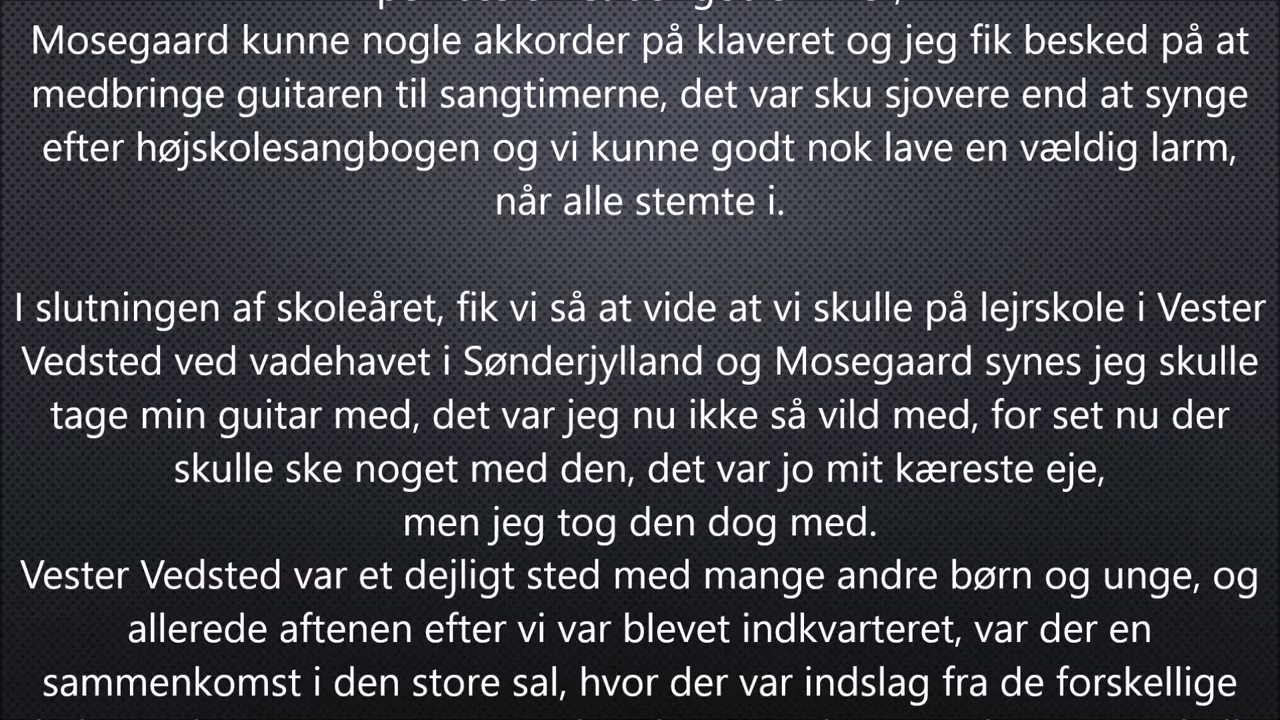 Mosegaard kunne nogle akkorder på klaveret og jeg fik besked på at
medbringe guitaren til sangtimerne, det var sku sjovere end at synge
efter højskolesangbogen og vi kunne godt nok lave en vældig larm,
når alle stemte i.
I slutningen af skoleåret, fik vi så at vide at vi skulle på lejrskole i Vester
Vedsted ved vadehavet i Sønderjylland og Mosegaard synes jeg skulle
tage min guitar med, det var jeg nu ikke så vild med, for set nu der
skulle ske noget med den, det var jo mit kæreste eje,
men jeg tog den dog med.
Vester Vedsted var et dejligt sted med mange andre børn og unge, og
allerede aftenen efter vi var blevet indkvarteret, var der en
sammenkomst i den store sal, hvor der var indslag fra de forskellige